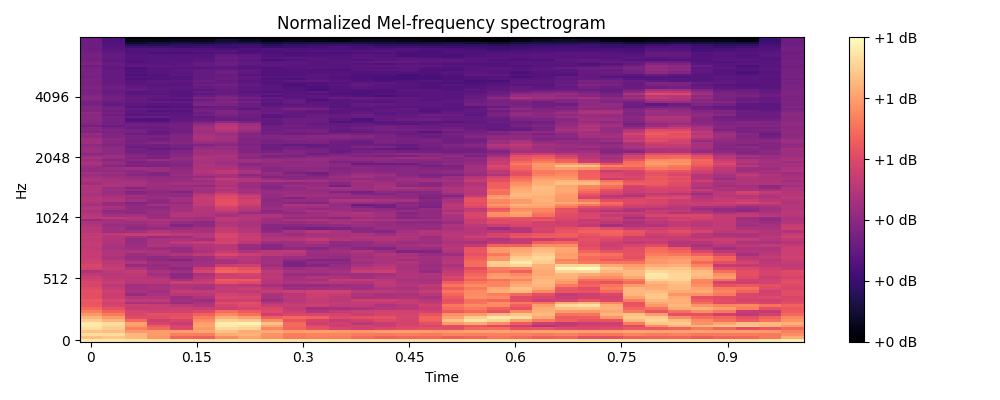 Normalized Mel-frequency spectrogram
Hz
4096
2048
1024
512
0
0 0.15 0.3 0.45 0.6 0.75 0.9
Time
+1 dB
+1 dB
+1 dB
+0 dB
+0 dB
+0 dB